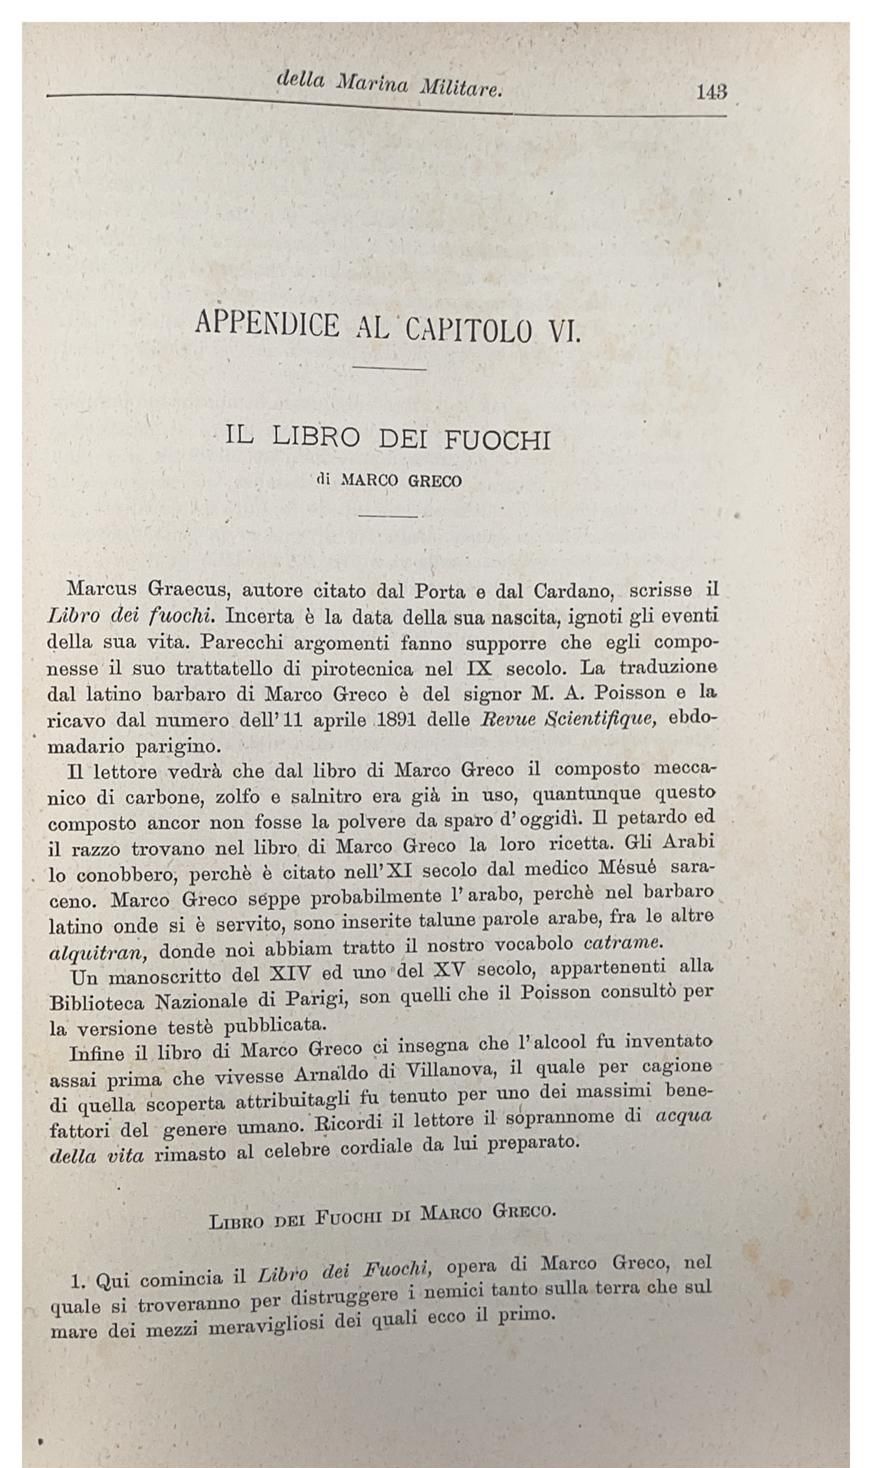 della Marina Militare. 143
APPENDICE AL CAPITOLO VI.
IL LIBRO DEI FUOCHI
di MARCO GRECO
Marcus Graecus, autore citato dal Porta e dal Cardano, scrisse il
Libro dei fuochi. Incerta è la data della sua nascita, ignoti gli eventi
della sua vita. Parecchi argomenti fanno supporre che egli compo-
nesse il suo trattatello di pirotecnica nel IX secolo. La traduzione
dal latino barbaro di Marco Greco è del signor M. A. Poisson e la
ricavo dal numero dell'11 aprile 1891 delle Revue Scientifique, ebdo-
madario parigino.
Il lettore vedrà che dal libro di Marco Greco il composto mecca-
nico di carbone, zolfo e salnitro era già in uso, quantunque questo
composto ancor non fosse la polvere da sparo d'oggidì. Il petardo ed
il razzo trovano nel libro di Marco Greco la loro ricetta. Gli Arabi
lo conobbero, perchè è citato nell'XI secolo dal medico Mésué sara-
ceno. Marco Greco seppe probabilmente l'arabo, perchè nel barbaro
latino onde si è servito, sono inserite talune parole arabe, fra le altre
alquitran, donde noi abbiam tratto il nostro vocabolo catrame.
Un manoscritto del XIV ed uno del XV secolo, appartenenti alla
Biblioteca Nazionale di Parigi, son quelli che il Poisson consultò per
la versione testè pubblicata.
Infine il libro di Marco Greco ci insegna che l'alcool fu inventato
assai prima che vivesse Arnaldo di Villanova, il quale per cagione
di quella scoperta attribuitagli fu tenuto per uno dei massimi bene-
fattori del genere umano. Ricordi il lettore il soprannome di acqua
della vita rimasto al celebre cordiale da lui preparato.
LIBRO DEI FUOCHI DI MARCO GRECO.
1. Qui comincia il Libro dei Fuochi, opera di Marco Greco, nel
quale si troveranno per distruggere i nemici tanto sulla terra che sul
mare dei mezzi meravigliosi dei quali ecco il primo.